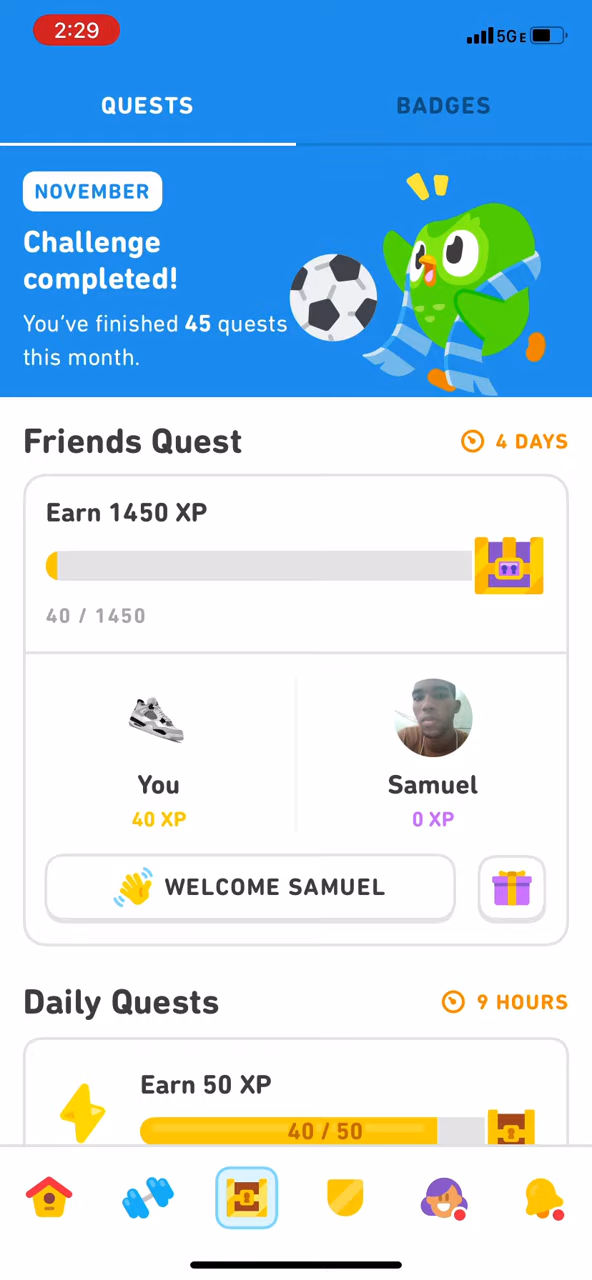 2:29
5GE
QUESTS
BADGES
NOVEMBER
Challenge
completed!
You've finished 45 quests
this month.
Friends Quest
4 DAYS
Earn 1450 XP
40 / 1450
You
Samuel
40 XP
0 XP
WELCOME SAMUEL
Daily Quests
9 HOURS
Earn 50 XP
40 / 50